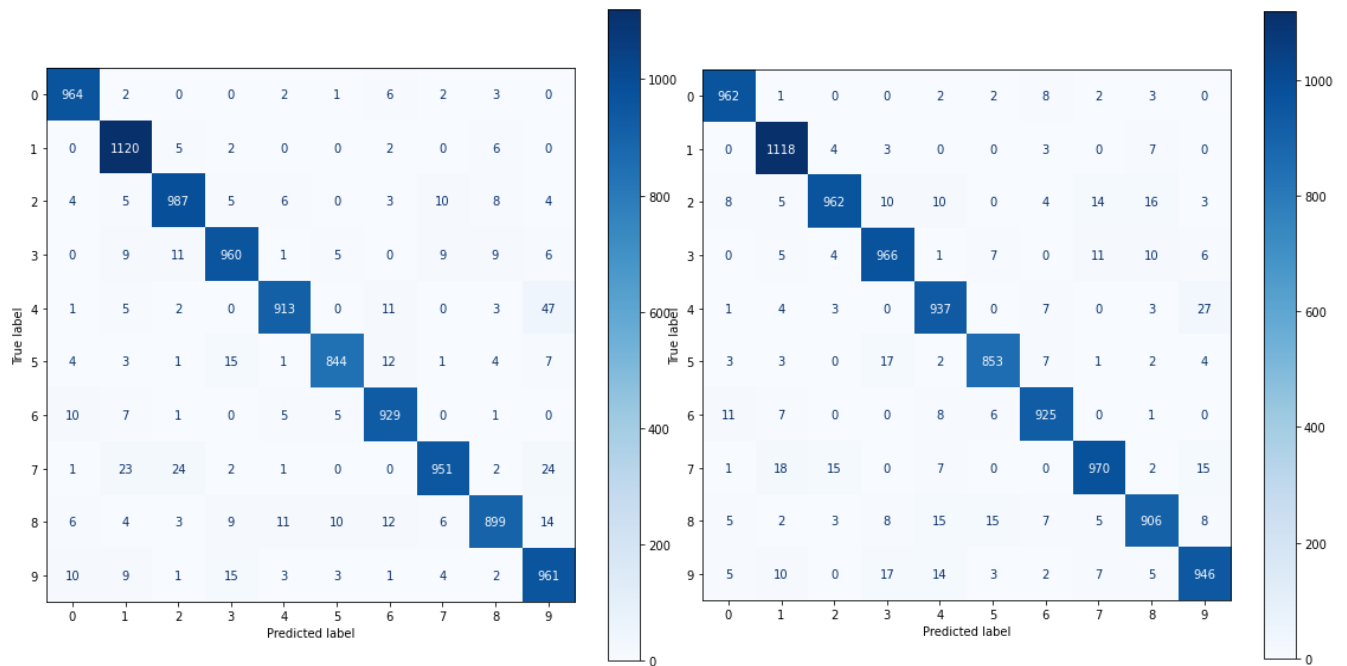 0 964 2 0 0 2 1 6 2 3 0
1 0 1120 5 2 0 0 2 0 6 0
2 4 5 987 5 6 0 3 10 8 4
3 0 9 11 960 1 5 0 9 9 6
4 1 5 2 0 913 0 11 0 3 47
5 4 3 1 15 1 844 12 1 4 7
6 10 7 1 0 5 5 929 0 1 0
7 1 23 24 2 1 0 0 951 2 24
8 6 4 3 9 11 10 12 6 899 14
9 10 9 1 15 3 3 1 4 2 961
0 1 2 3 4 5 6 7 8 9
Predicted label
True label
1000
800
600
400
200
0
0 962 1 0 0 2 2 8 2 3 0
1 0 1118 4 3 0 0 3 0 7 0
2 8 5 962 10 10 0 4 14 16 3
3 0 5 4 966 1 7 0 11 10 6
4 1 4 3 0 937 0 7 0 3 27
5 3 3 0 17 2 853 7 1 2 4
6 11 7 0 0 8 6 925 0 1 0
7 1 18 15 0 7 0 0 970 2 15
8 5 2 3 8 15 15 7 5 906 8
9 5 10 0 17 14 3 2 7 5 946
0 1 2 3 4 5 6 7 8 9
Predicted label
True label
1000
800
600
400
200
0